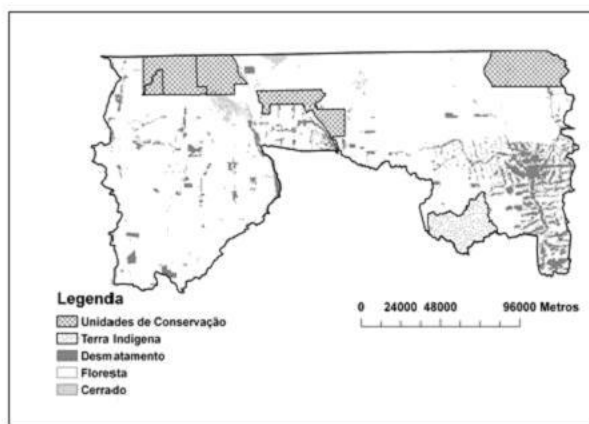 Legenda
Unidades de Conservação
Terra Indigena
Desmatamento
Floresta
Cerrado
0 24000 48000 96000 Metros